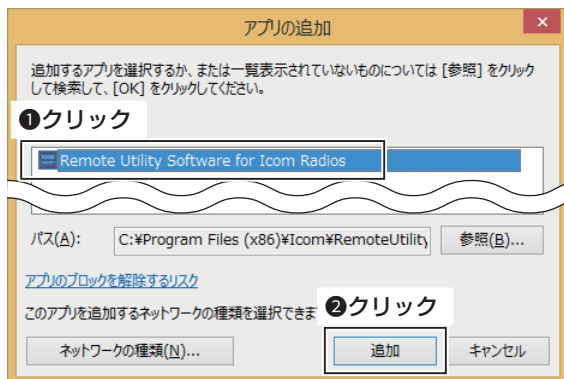 アプリの追加
追加するアプリを選択するか、または一覧表示されていないものについては [参照] をクリック
して検索して、[OK] をクリックしてください。
❶クリック
Remote Utility Software for Icom Radios
パス(A):
C:¥Program Files (x86)¥Icom¥RemoteUtility
参照(B)...
アプリのブロックを解除するリスク
このアプリを追加するネットワークの種類を選択できま
❷クリック
ネットワークの種類(N)...
追加
キャンセル